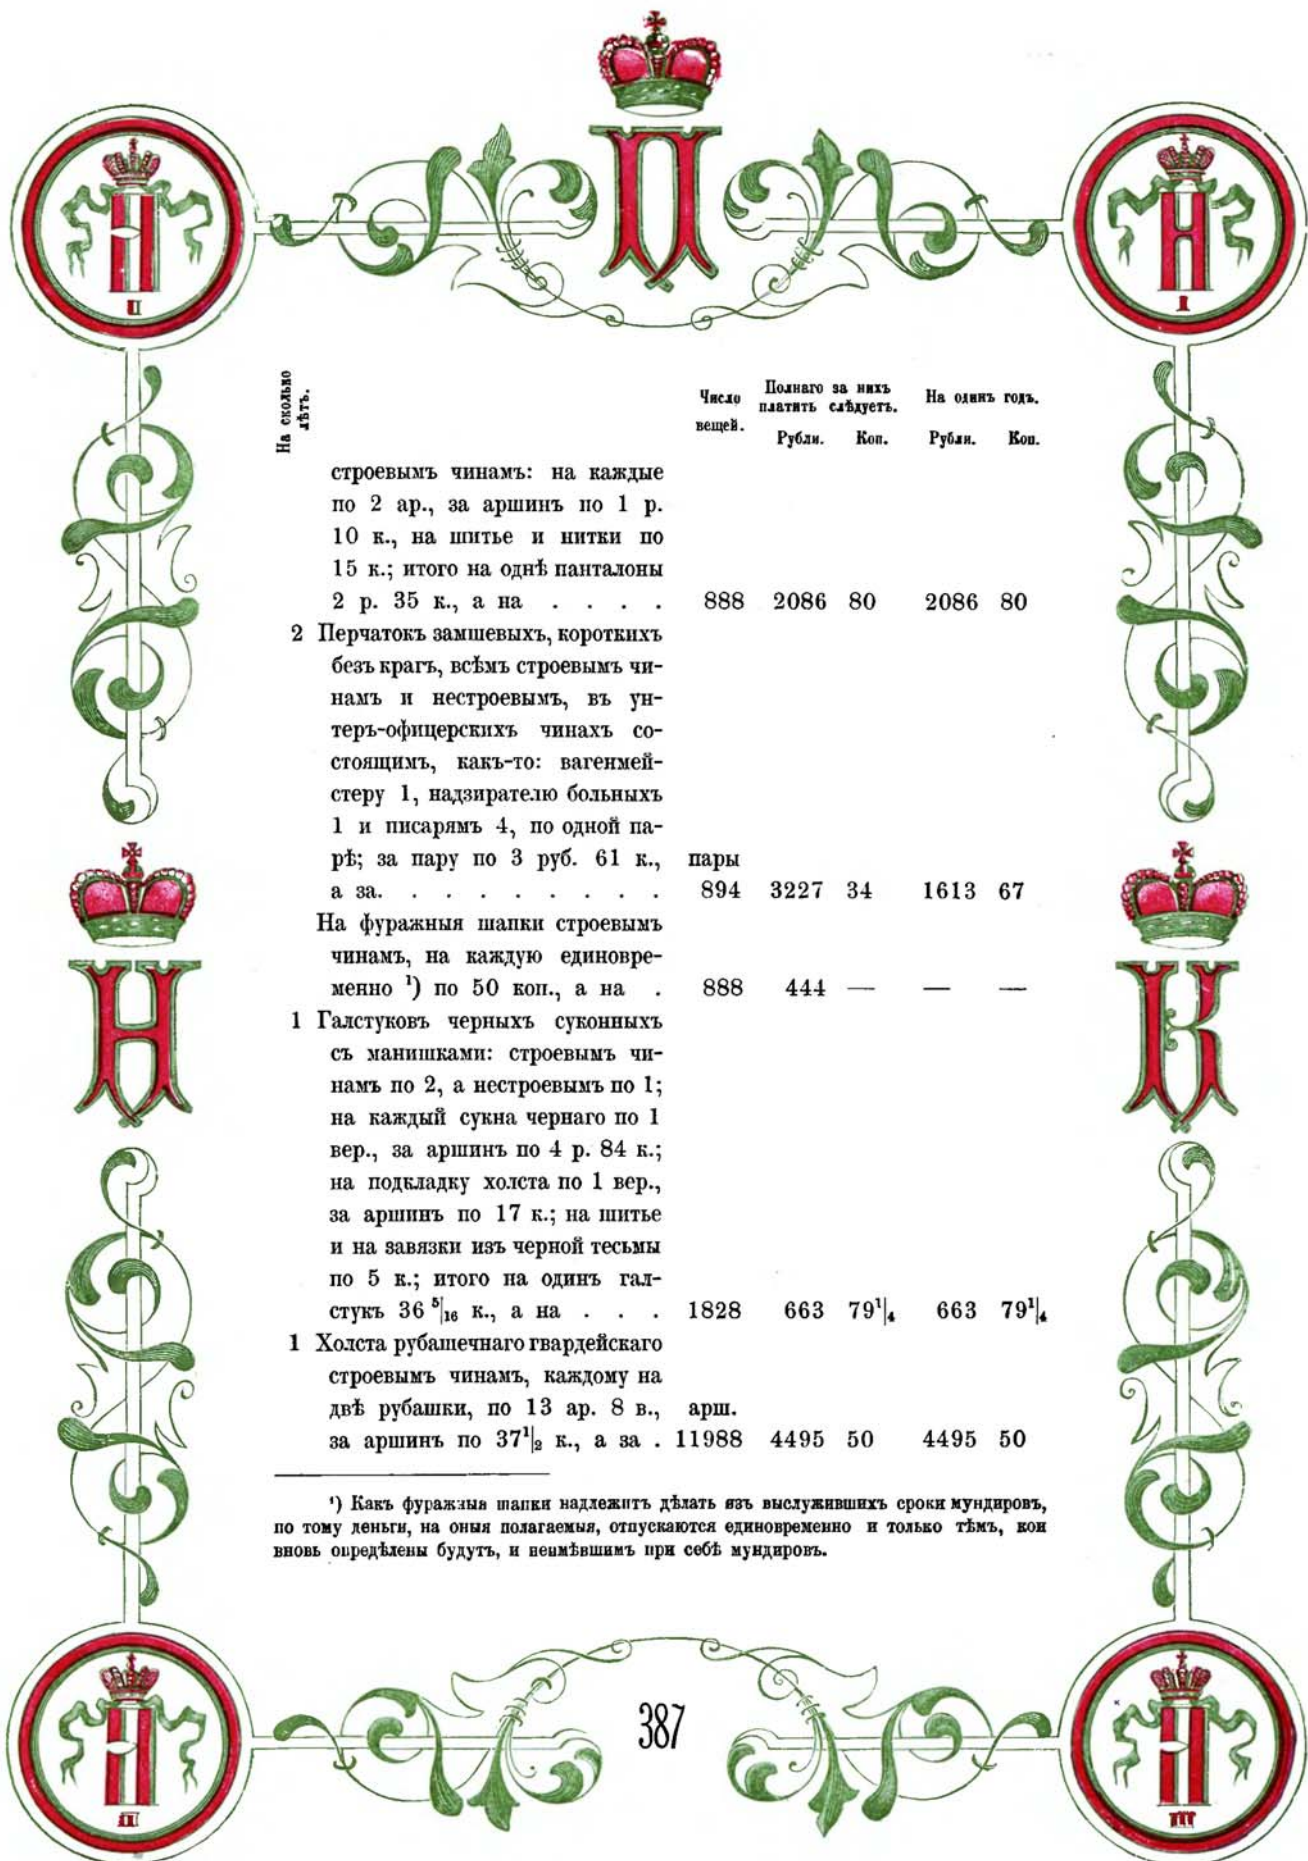 П
II
I
На сколько
лѣтъ.
Число
вещей.
Полнаго за нихъ
платить слѣдуетъ.
На одинъ годъ.
Рубли. Коп. Рубли. Коп.
строевымъ чинамъ: на каждые
по 2 ар., за аршинъ по 1 р.
10 к., на шитье и нитки по
15 к.; итого на однѣ панталоны
2 р. 35 к., а на . . . . 888 2086 80 2086 80
2 Перчатокъ замшевыхъ, короткихъ
безъ крагъ, всѣмъ строевымъ чи-
намъ и нестроевымъ, въ ун-
теръ-офицерскихъ чинахъ со-
стоящимъ, какъ-то: вагенмей-
стеру 1, надзирателю больныхъ
1 и писарямъ 4, по одной па-
рѣ; за пару по 3 руб. 61 к., пары
а за. . . . . . . . . 894 3227 34 1613 67
На фуражныя шапки строевымъ
чинамъ, на каждую единовре-
менно ¹) по 50 коп., а на . 888 444 — — —
1 Галстуковъ черныхъ суконныхъ
съ манишками: строевымъ чи-
намъ по 2, а нестроевымъ по 1;
на каждый сукна чернаго по 1
вер., за аршинъ по 4 р. 84 к.;
на подкладку холста по 1 вер.,
за аршинъ по 17 к.; на шитье
и на завязки изъ черной тесьмы
по 5 к.; итого на одинъ гал-
стукъ 36 5/16 к., а на . . . 1828 663 79 1/4 663 79 1/4
1 Холста рубашечнаго гвардейскаго
строевымъ чинамъ, каждому на
двѣ рубашки, по 13 ар. 8 в., арш.
за аршинъ по 37 1/2 к., а за . 11988 4495 50 4495 50
¹) Какъ фуражныя шапки надлежитъ дѣлать изъ выслужившихъ сроки мундировъ,
по тому деньги, на оныя полагаемыя, отпускаются единовременно и только тѣмъ, кои
вновь опредѣлены будутъ, и неимѣвшимъ при себѣ мундировъ.
Н
К
387
II
III